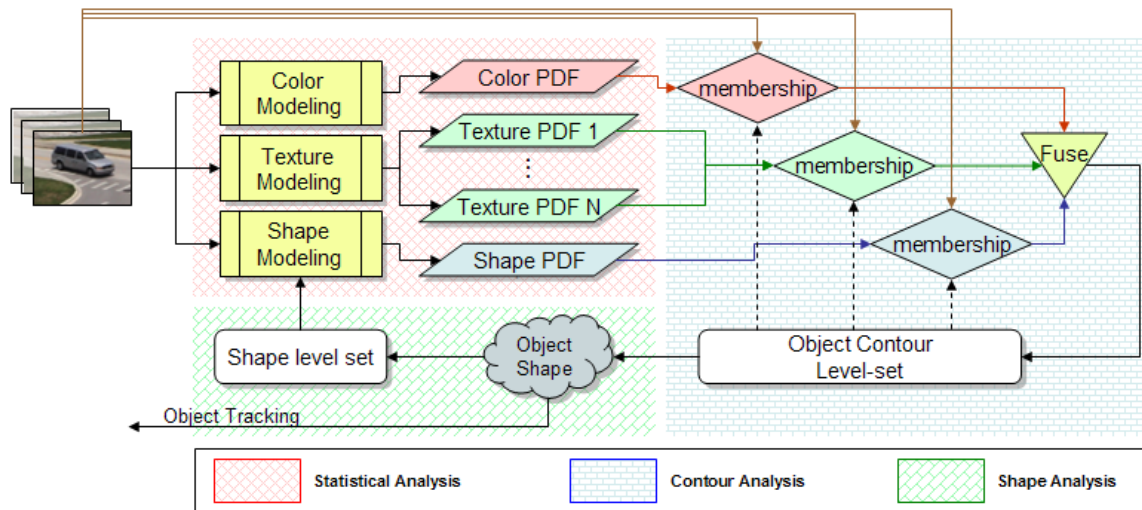 Color
Modeling
Color PDF
membership
Texture PDF 1
Texture
Modeling
⋮
membership
Fuse
Texture PDF N
Shape
Modeling
Shape PDF
membership
Shape level set
Object
Shape
Object Contour
Level-set
Object Tracking
Statistical Analysis
Contour Analysis
Shape Analysis